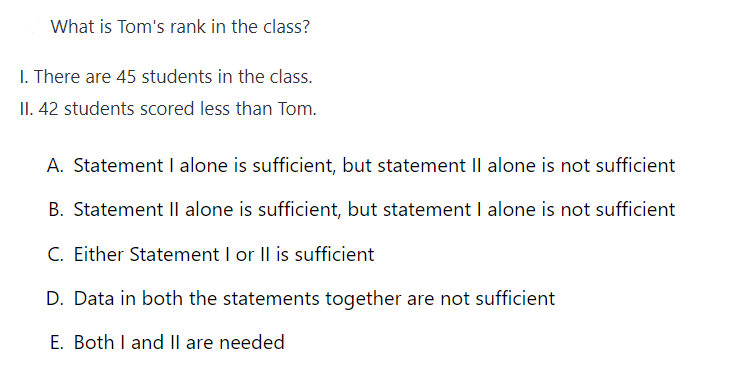 What is Tom's rank in the class?
I. There are 45 students in the class.
II. 42 students scored less than Tom.
A. Statement I alone is sufficient, but statement II alone is not sufficient
B. Statement II alone is sufficient, but statement I alone is not sufficient
C. Either Statement I or II is sufficient
D. Data in both the statements together are not sufficient
E. Both I and II are needed